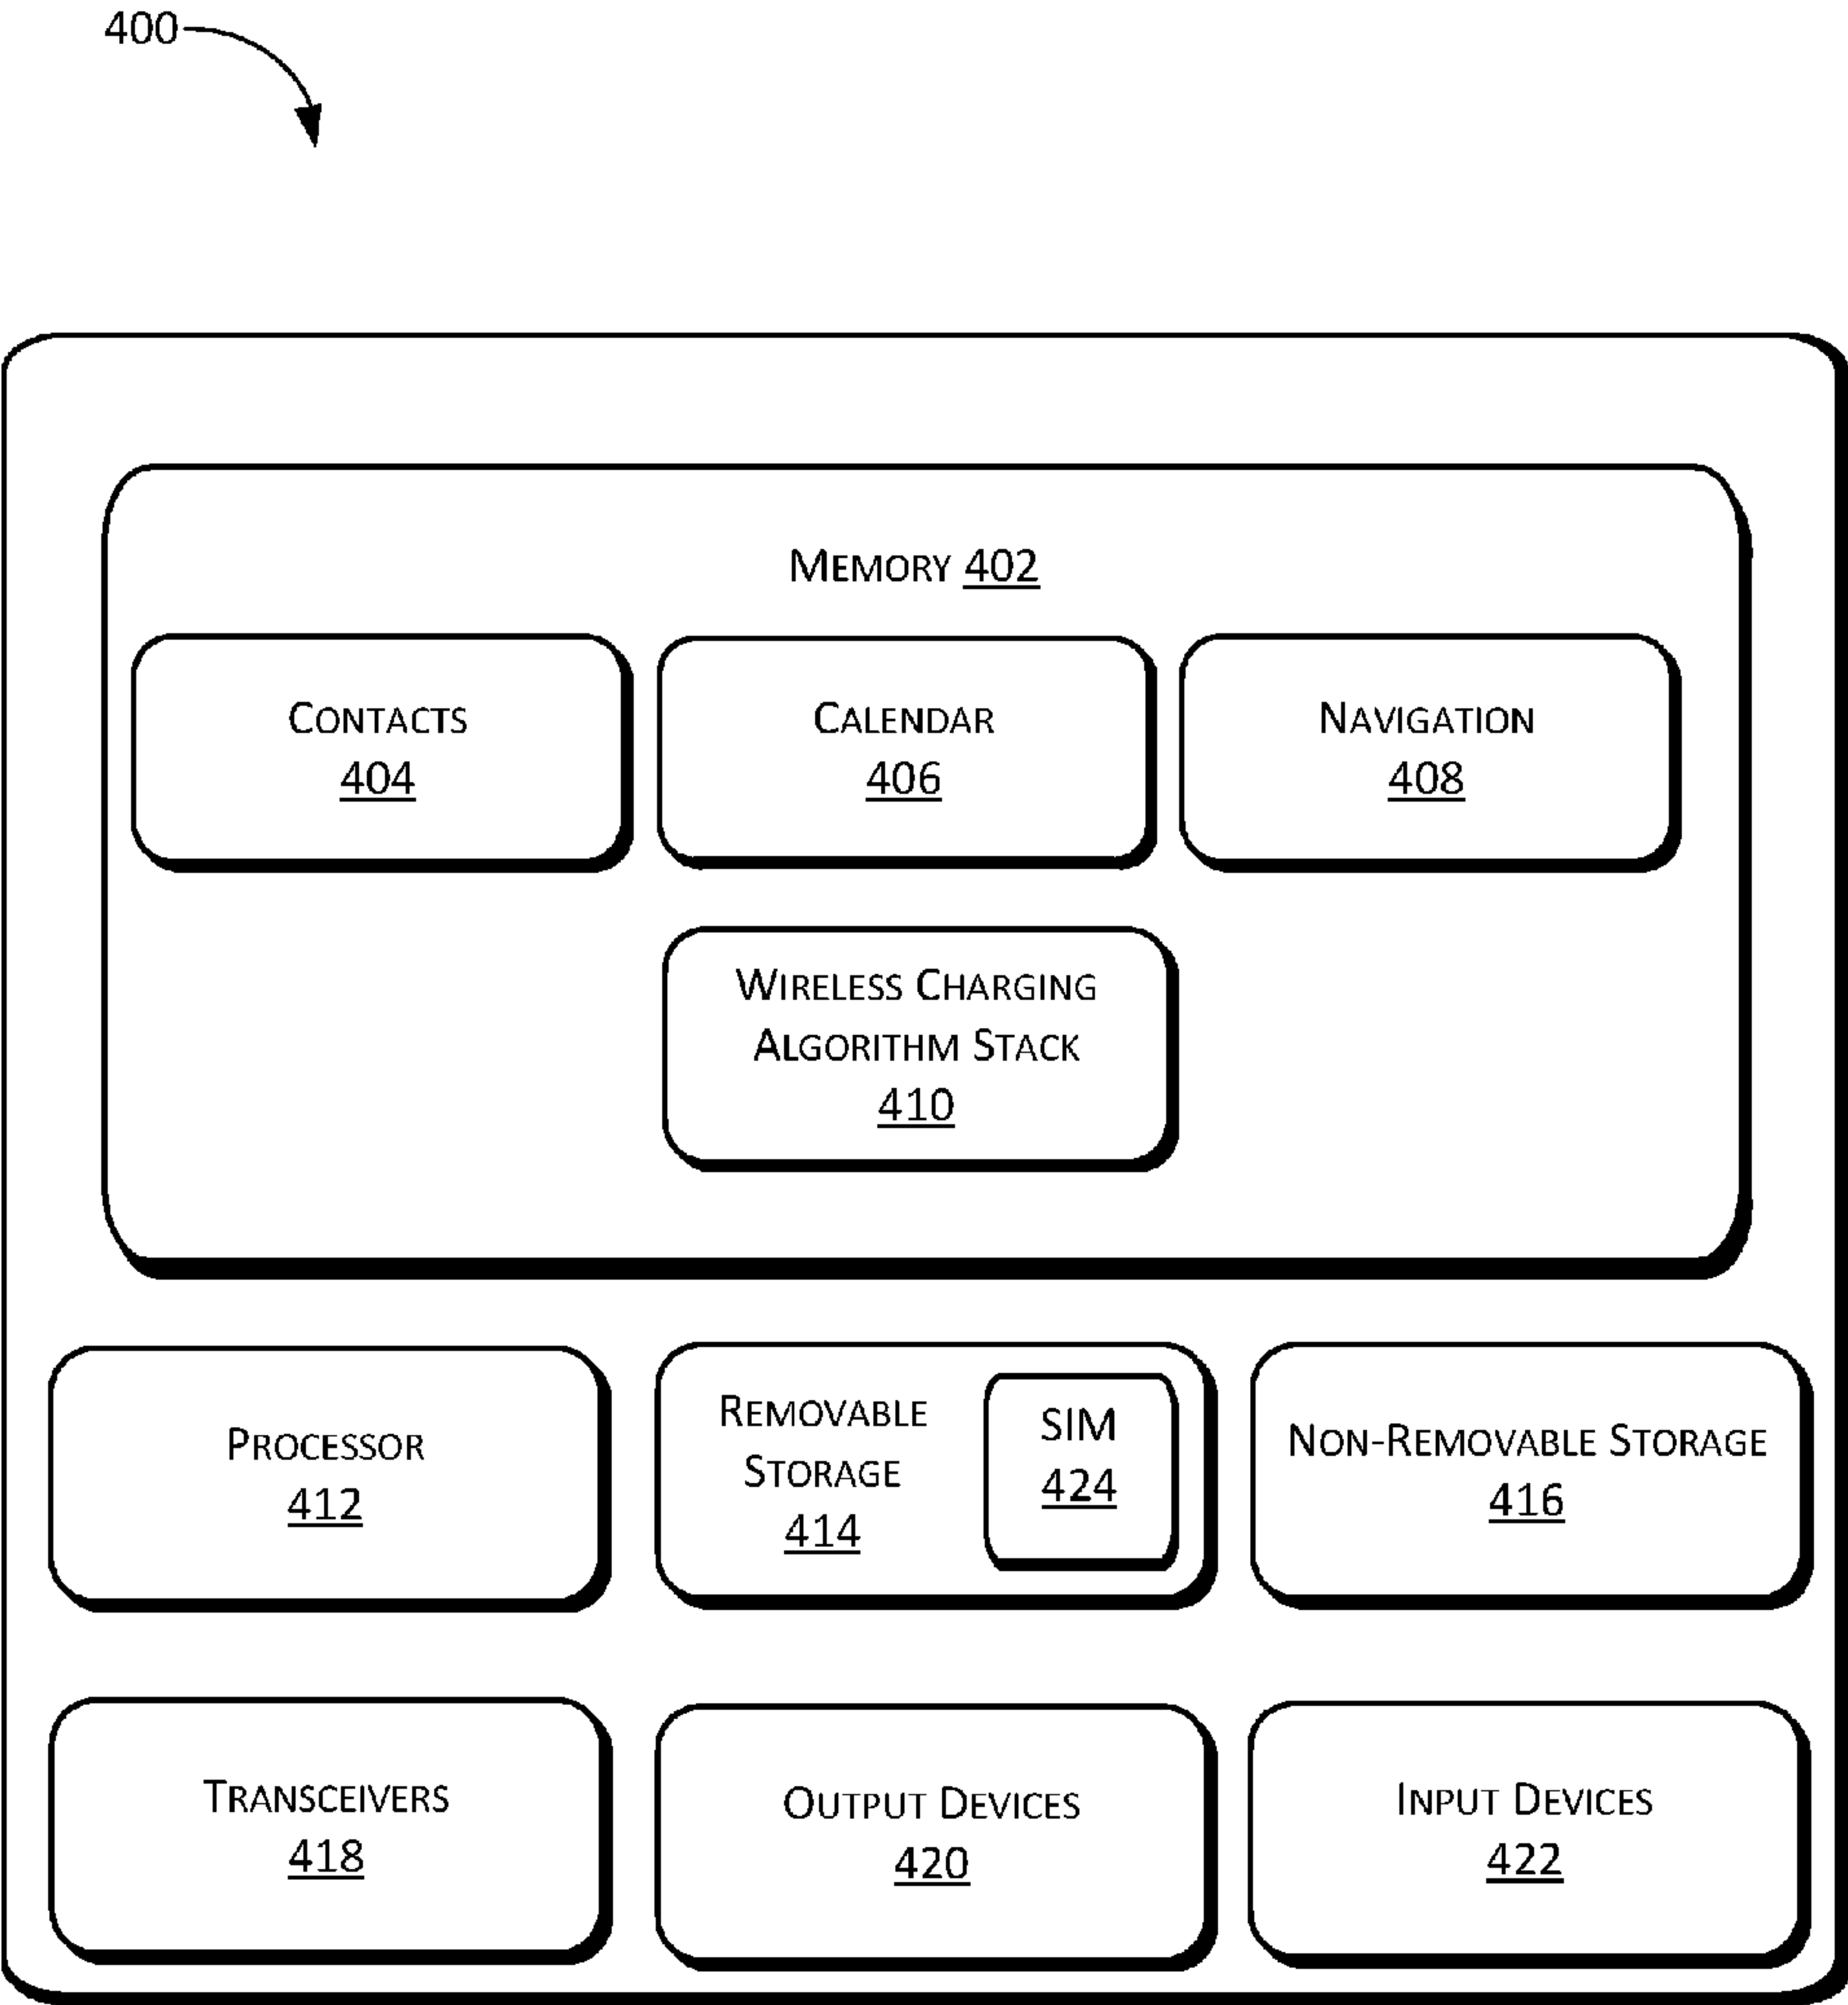 400
Memory 402
Contacts
404
Calendar
406
Navigation
408
Wireless Charging
Algorithm Stack
410
Processor
412
Removable
Storage
414
SIM
424
Non-Removable Storage
416
Transceivers
418
Output Devices
420
Input Devices
422